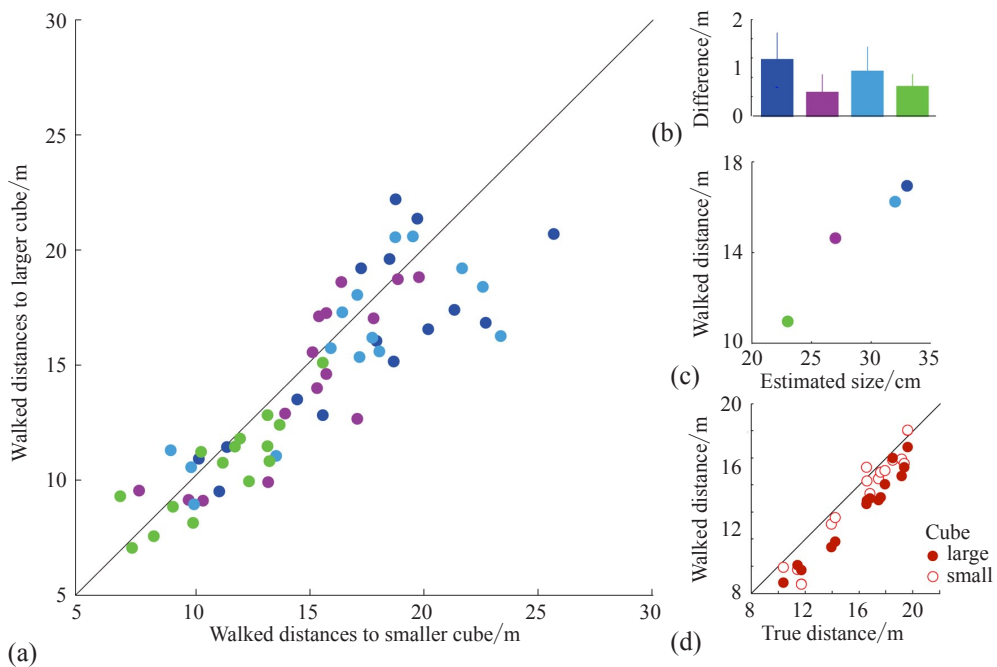 30
25
20
15
10
5
10
15
20
25
30
Walked distances to larger cube/m
Walked distances to smaller cube/m
(a)
2
1
0
Difference/m
(b)
18
14
10
20
25
30
35
Walked distance/m
Estimated size/cm
(c)
20
16
12
8
8
12
16
20
Walked distance/m
True distance/m
Cube
large
small
(d)